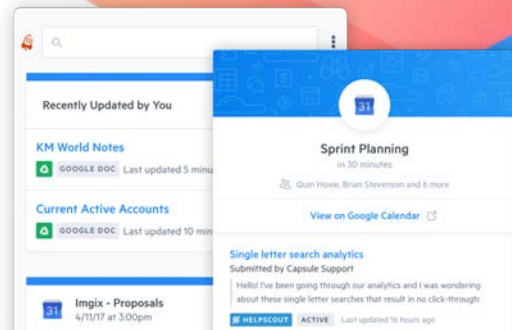 Recently Updated by You
KM World Notes
GOOGLE DOC Last updated 5 minu
Current Active Accounts
GOOGLE DOC Last updated 10 min
31 Imgix - Proposals
4/11/17 at 3:00pm
31
Sprint Planning
in 30 minutes
Quin Hoxie, Brian Stevenson and 6 more
View on Google Calendar
Single letter search analytics
Submitted by Capsule Support
Hello! I've been going through our analytics and I was wondering
about these single letter searches that result in no click-through
HELPSCOUT ACTIVE Last updated 16 hours ago